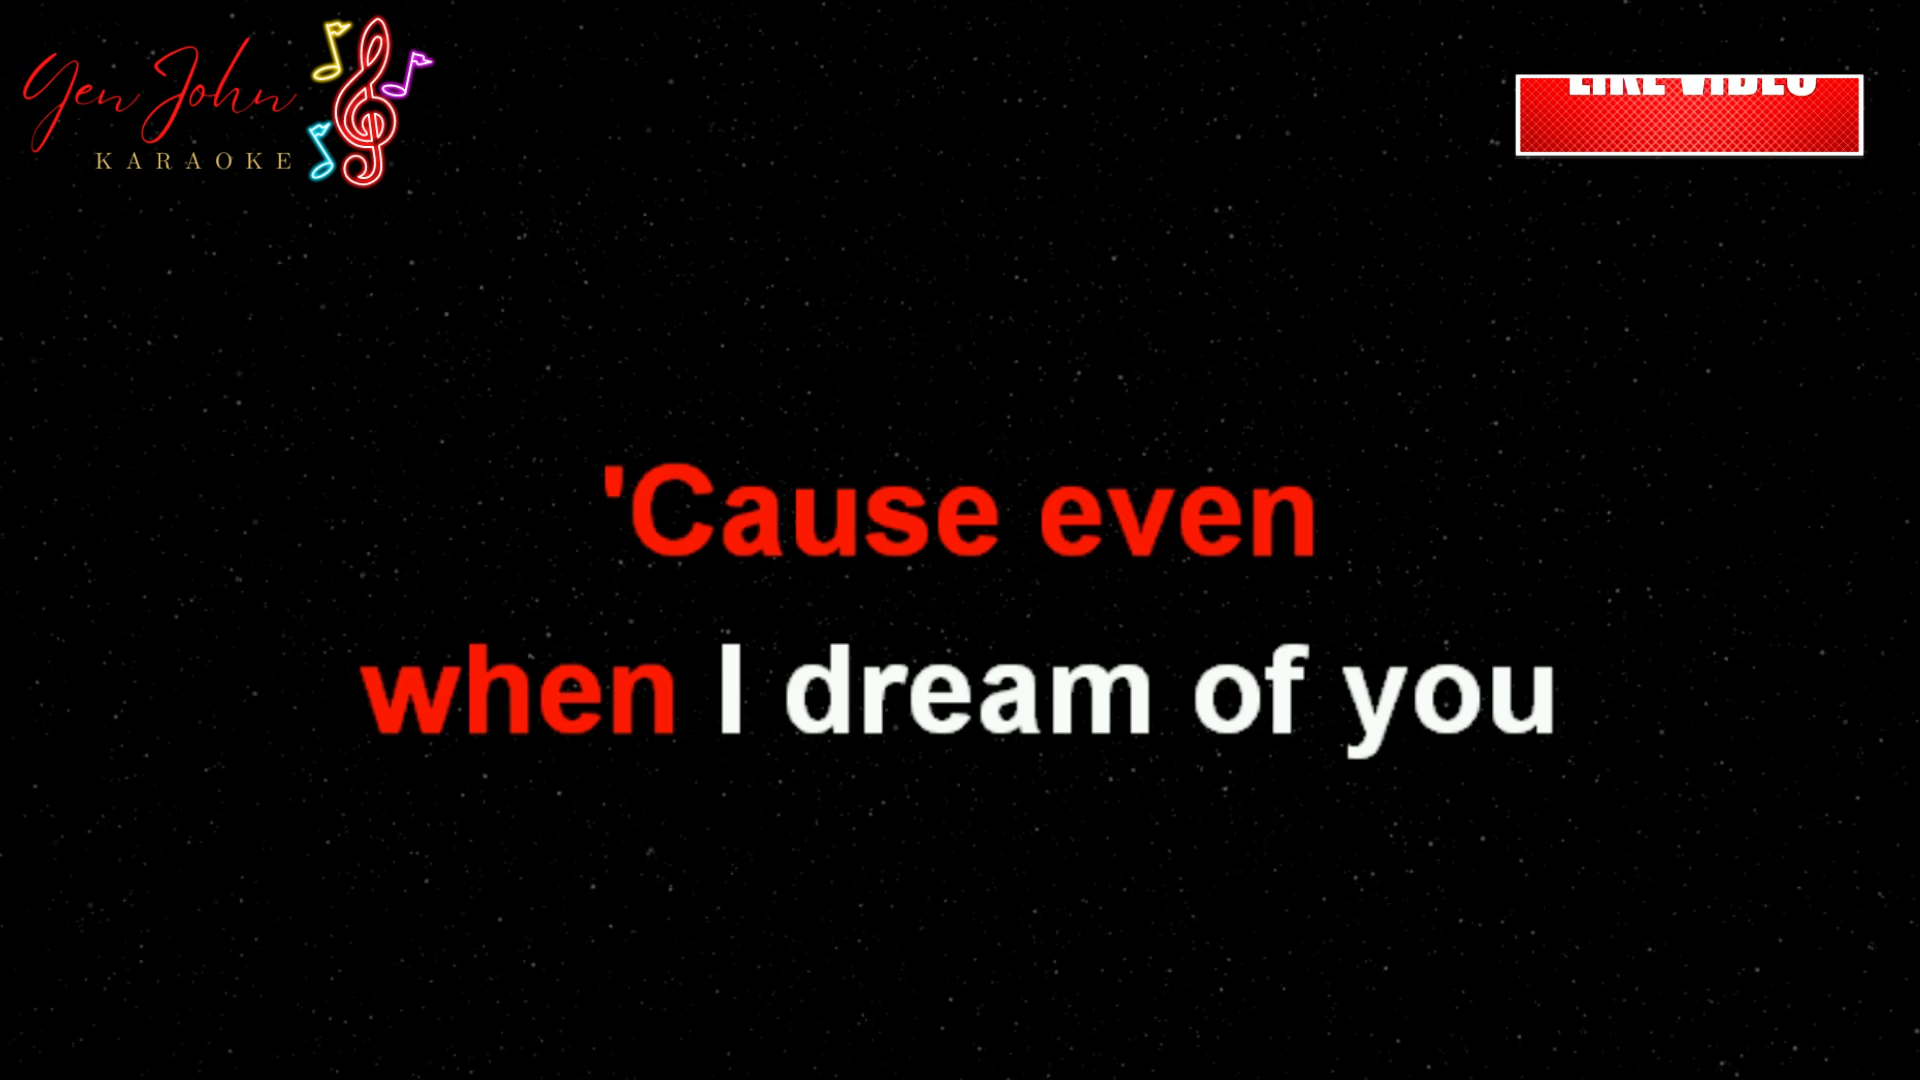 Yen John
KARAOKE
LIKE VIDEO
'Cause even
when I dream of you